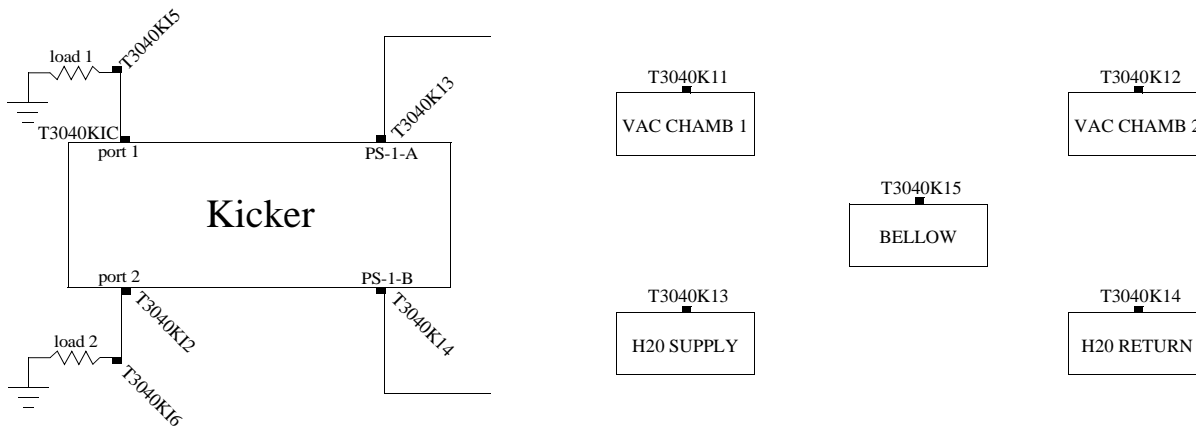 load 1
T3040KI5
T3040KIC
port 1
T3040K13
PS-1-A
Kicker
port 2
T3040KI2
PS-1-B
T3040K14
load 2
T3040KI6
T3040K11
VAC CHAMB 1
T3040K12
VAC CHAMB 2
T3040K15
BELLOW
T3040K13
H20 SUPPLY
T3040K14
H20 RETURN